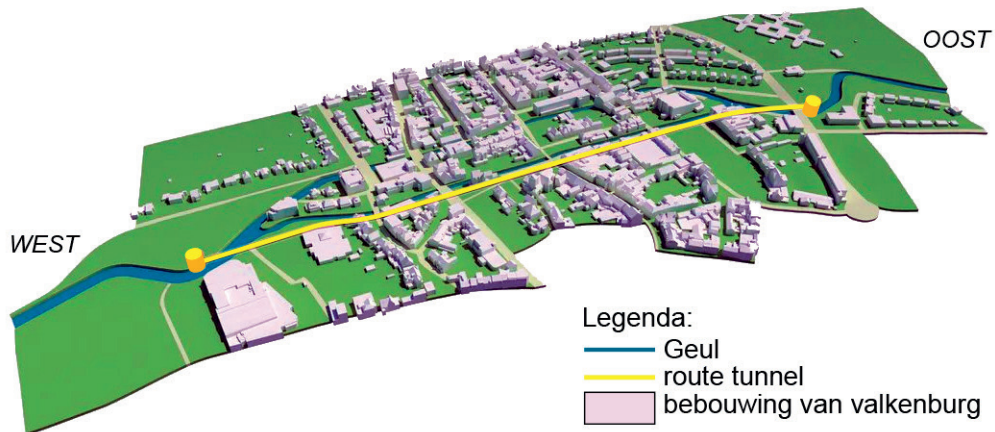 OOST
WEST
Legenda:
Geul
route tunnel
bebouwing van valkenburg